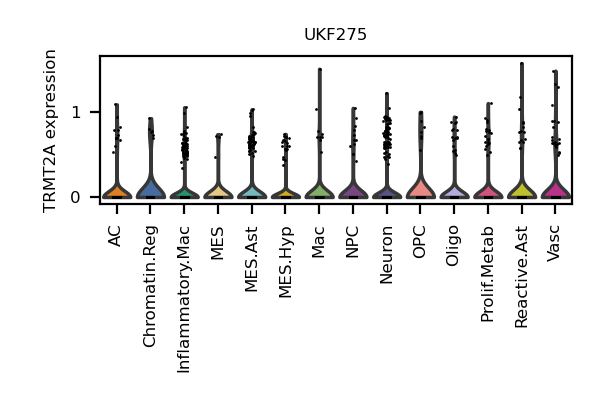 UKF275
TRMT2A expression
1
0
AC
Chromatin.Reg
Inflammatory.Mac
MES
MES.Ast
MES.Hyp
Mac
NPC
Neuron
OPC
Oligo
Prolif.Metab
Reactive.Ast
Vasc